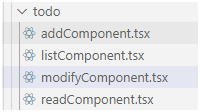 todo
addComponent.tsx
listComponent.tsx
modifyComponent.tsx
readComponent.tsx